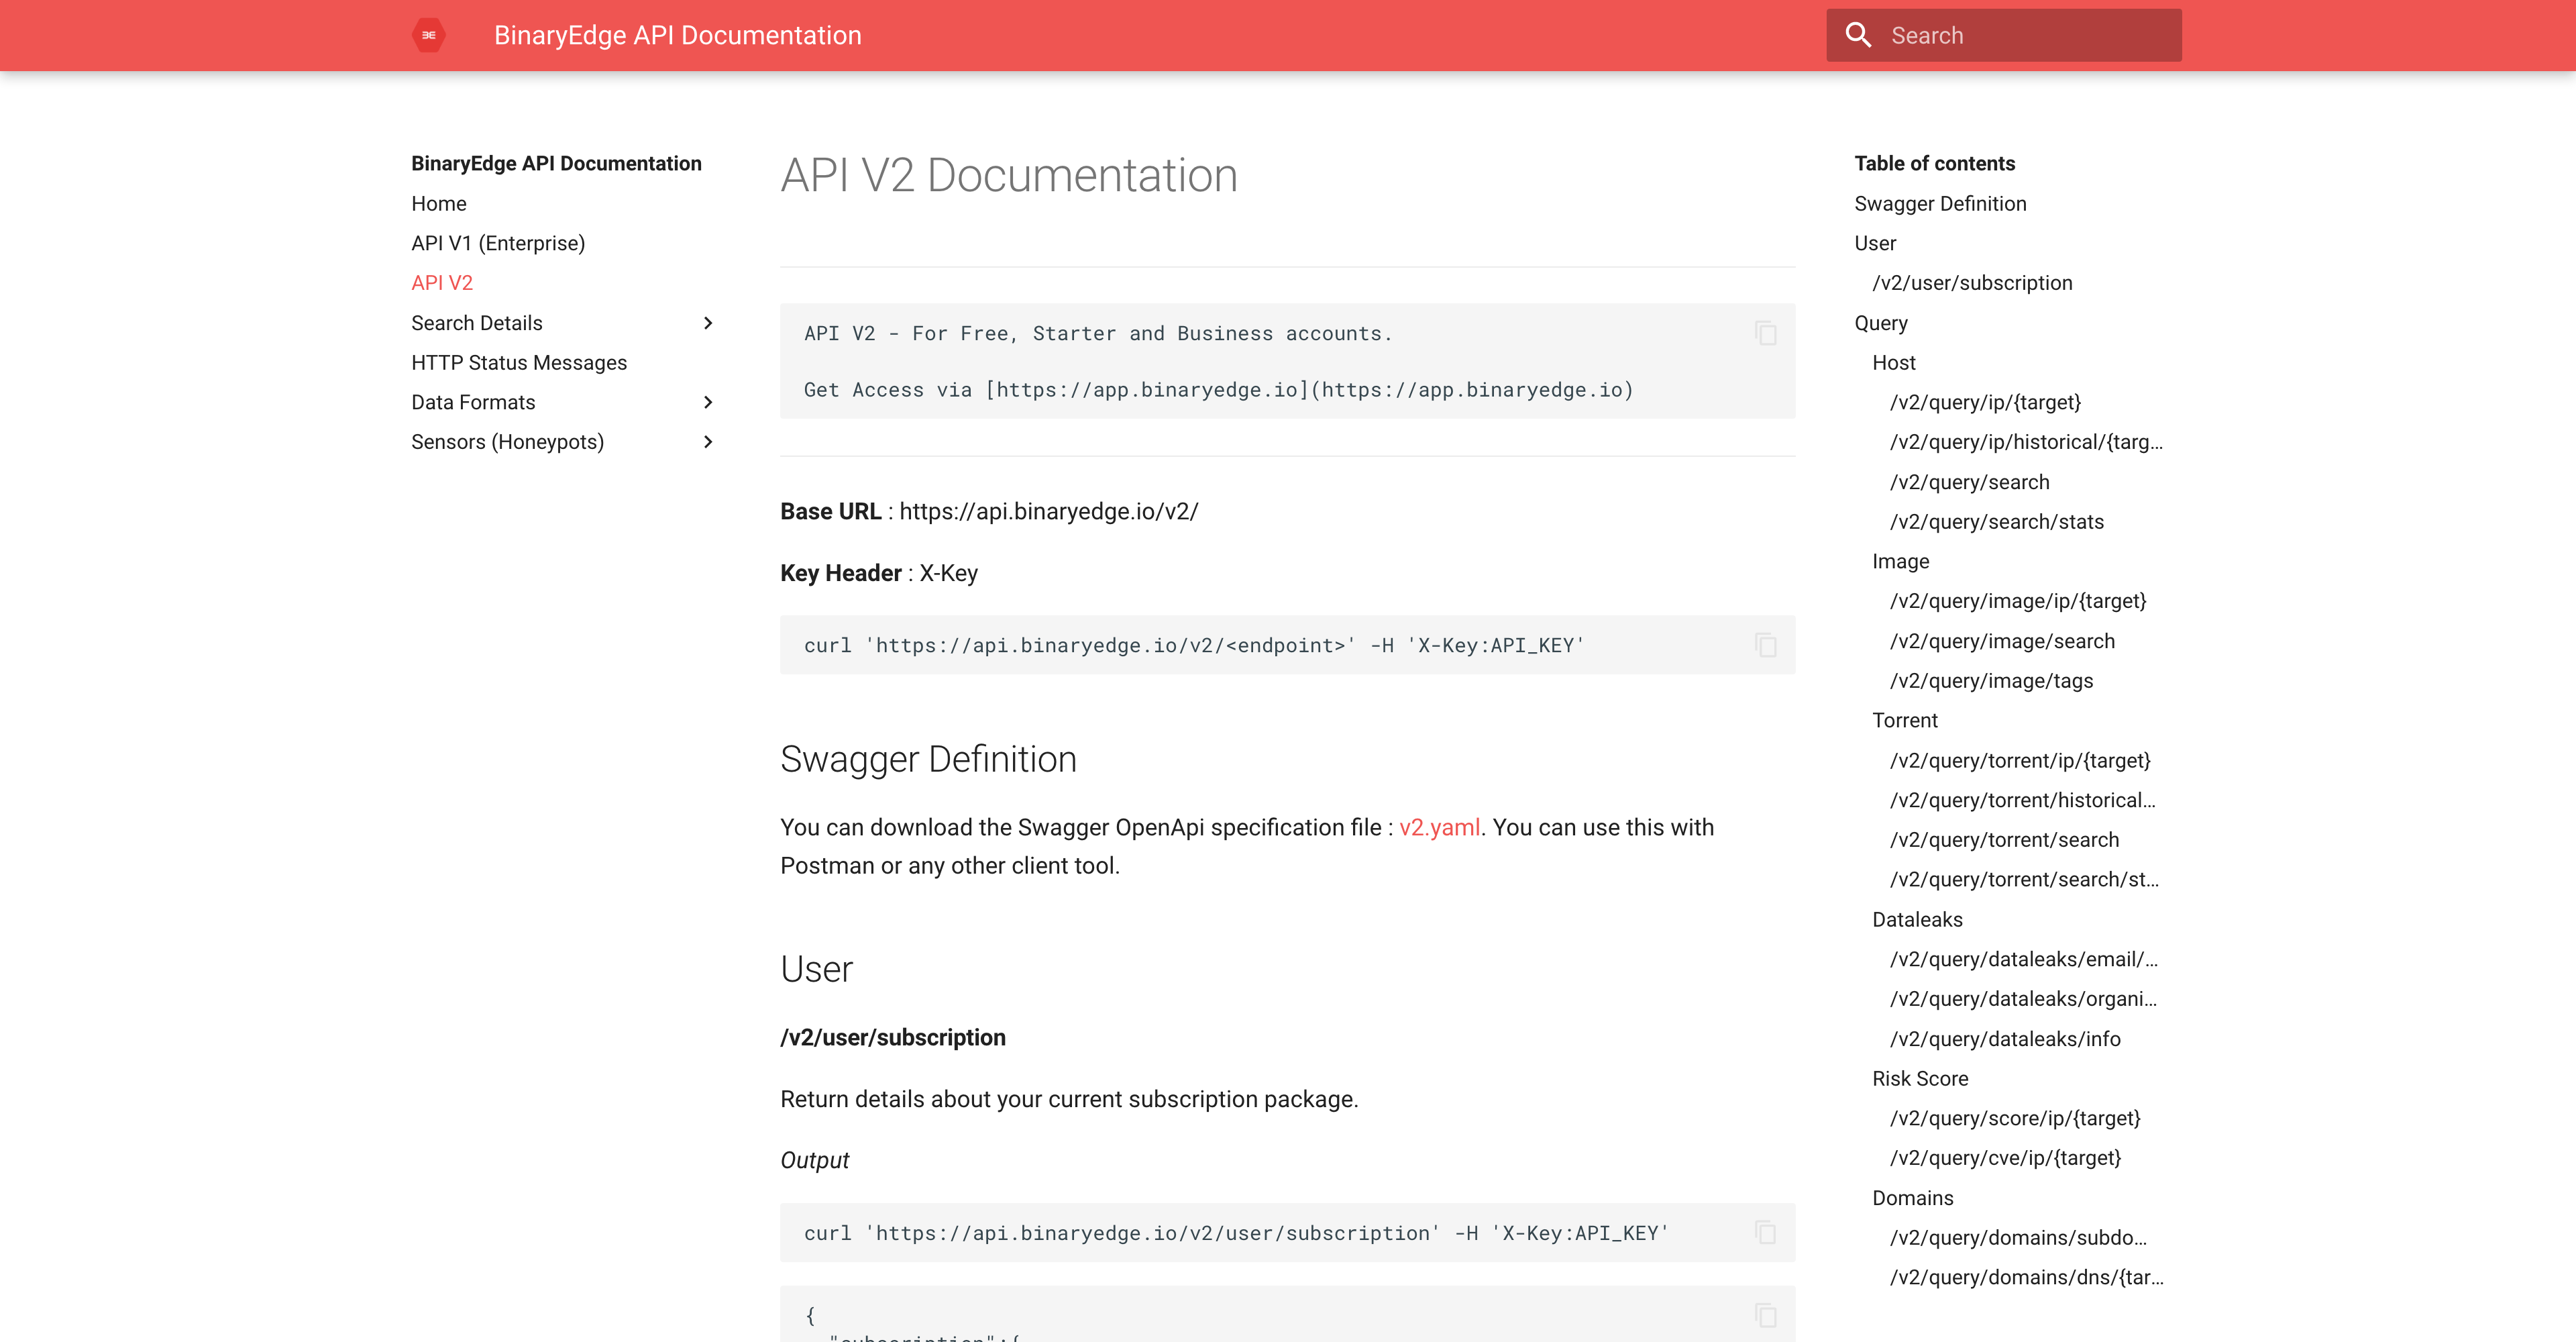 BinaryEdge API Documentation
Search
BinaryEdge API Documentation
Home
API V1 (Enterprise)
API V2
Search Details
HTTP Status Messages
Data Formats
Sensors (Honeypots)
API V2 Documentation
API V2 - For Free, Starter and Business accounts.
Get Access via [https://app.binaryedge.io](https://app.binaryedge.io)
Base URL : https://api.binaryedge.io/v2/
Key Header : X-Key
curl 'https://api.binaryedge.io/v2/<endpoint>' -H 'X-Key:API_KEY'
Swagger Definition
You can download the Swagger OpenApi specification file : v2.yaml. You can use this with
Postman or any other client tool.
User
/v2/user/subscription
Return details about your current subscription package.
Output
curl 'https://api.binaryedge.io/v2/user/subscription' -H 'X-Key:API_KEY'
{
"subscription":{
Table of contents
Swagger Definition
User
/v2/user/subscription
Query
Host
/v2/query/ip/{target}
/v2/query/ip/historical/{targ...
/v2/query/search
/v2/query/search/stats
Image
/v2/query/image/ip/{target}
/v2/query/image/search
/v2/query/image/tags
Torrent
/v2/query/torrent/ip/{target}
/v2/query/torrent/historical...
/v2/query/torrent/search
/v2/query/torrent/search/st...
Dataleaks
/v2/query/dataleaks/email/...
/v2/query/dataleaks/organi...
/v2/query/dataleaks/info
Risk Score
/v2/query/score/ip/{target}
/v2/query/cve/ip/{target}
Domains
/v2/query/domains/subdo...
/v2/query/domains/dns/{tar...